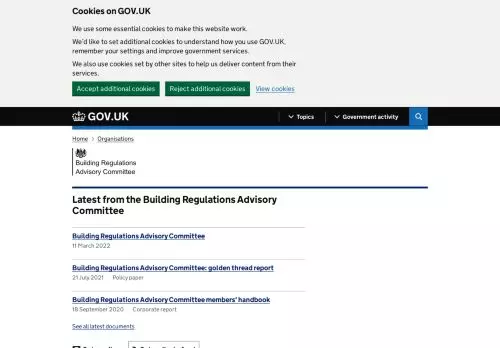 Cookies on GOV.UK
We use some essential cookies to make this website work.
We'd like to set additional cookies to understand how you use GOV.UK,
remember your settings and improve government services.
We also use cookies set by other sites to help us deliver content from their
services.
Accept additional cookies Reject additional cookies View cookies
GOV.UK Topics Government activity
Home Organisations
Building Regulations
Advisory Committee
Latest from the Building Regulations Advisory
Committee
Building Regulations Advisory Committee
11 March 2022
Building Regulations Advisory Committee: golden thread report
21 July 2021 Policy paper
Building Regulations Advisory Committee members' handbook
18 September 2020 Corporate report
See all latest documents